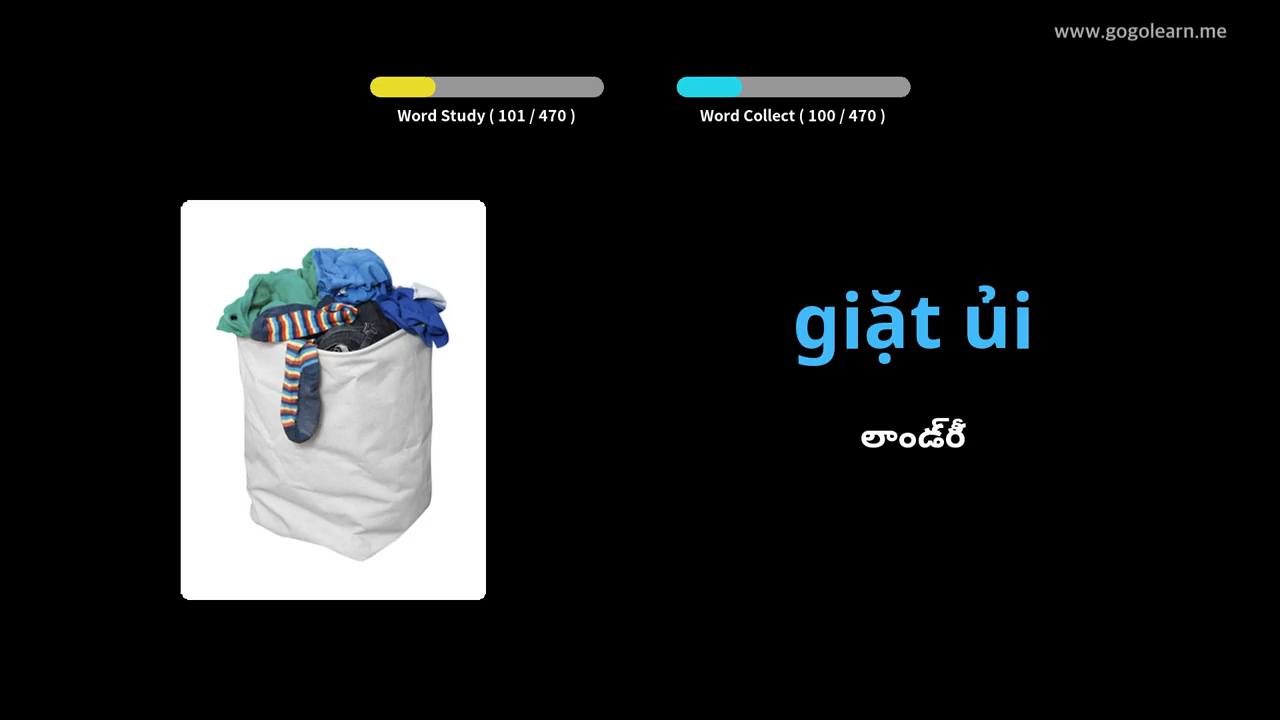 www.gogolearn.me
Word Study ( 101 / 470 )
Word Collect ( 100 / 470 )
giặt ủi
లాండ్‌రీ